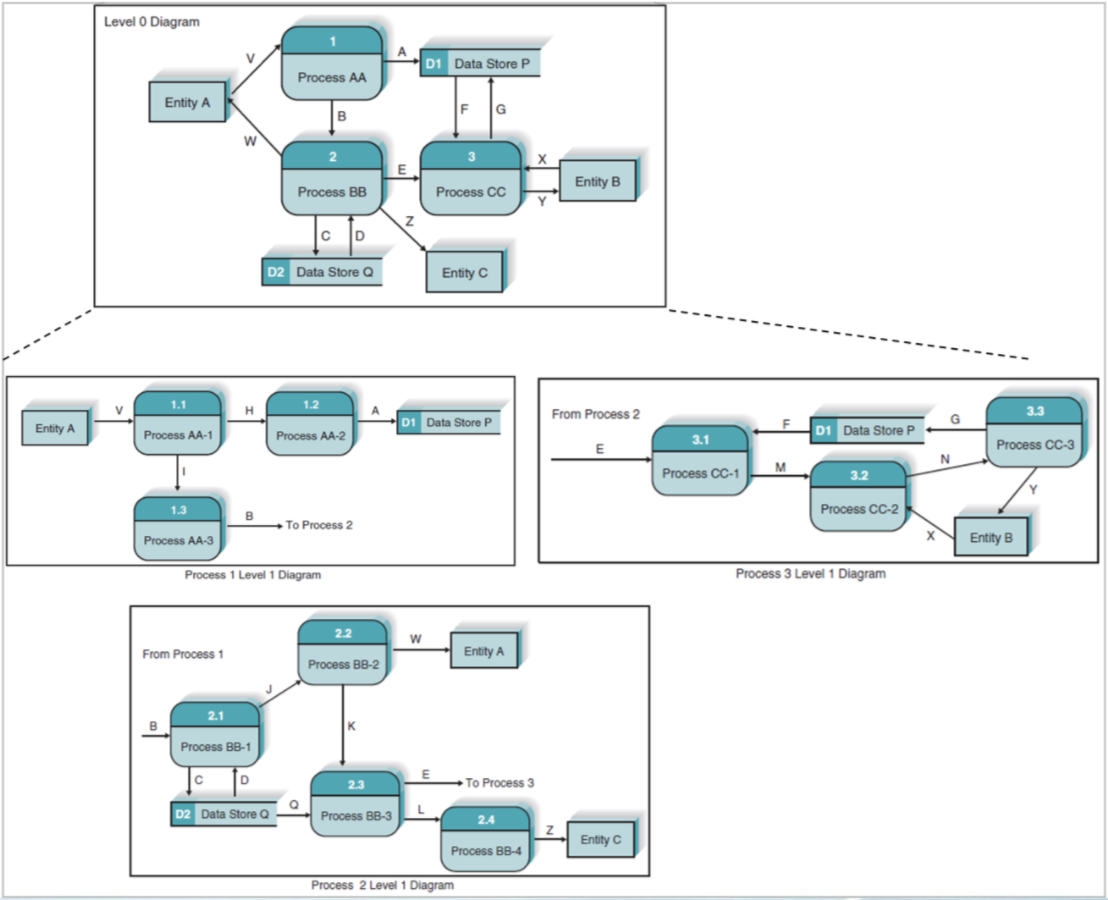 Level 0 Diagram
1
Process AA
V
A
D1 Data Store P
Entity A
B
F
G
W
2
Process BB
E
3
Process CC
X
Y
Entity B
Z
C
D
D2 Data Store Q
Entity C
Entity A
V
1.1
Process AA-1
H
1.2
Process AA-2
A
D1 Data Store P
I
1.3
Process AA-3
B
To Process 2
Process 1 Level 1 Diagram
From Process 2
E
3.1
Process CC-1
F
D1 Data Store P
G
3.3
Process CC-3
M
3.2
Process CC-2
N
Y
X
Entity B
Process 3 Level 1 Diagram
From Process 1
B
2.1
Process BB-1
J
2.2
Process BB-2
W
Entity A
K
C
D
D2 Data Store Q
Q
2.3
Process BB-3
E
To Process 3
L
2.4
Process BB-4
Z
Entity C
Process 2 Level 1 Diagram